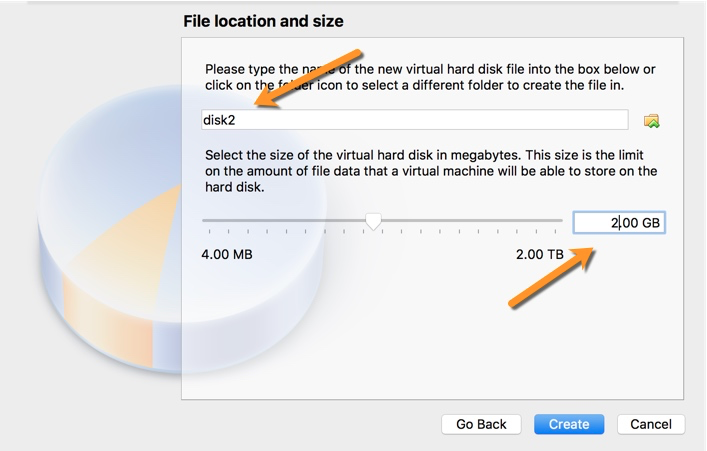 File location and size
Please type the name of the new virtual hard disk file into the box below or
click on the folder icon to select a different folder to create the file in.
disk2
Select the size of the virtual hard disk in megabytes. This size is the limit
on the amount of file data that a virtual machine will be able to store on the
hard disk.
2.00 GB
4.00 MB
2.00 TB
Go Back
Create
Cancel